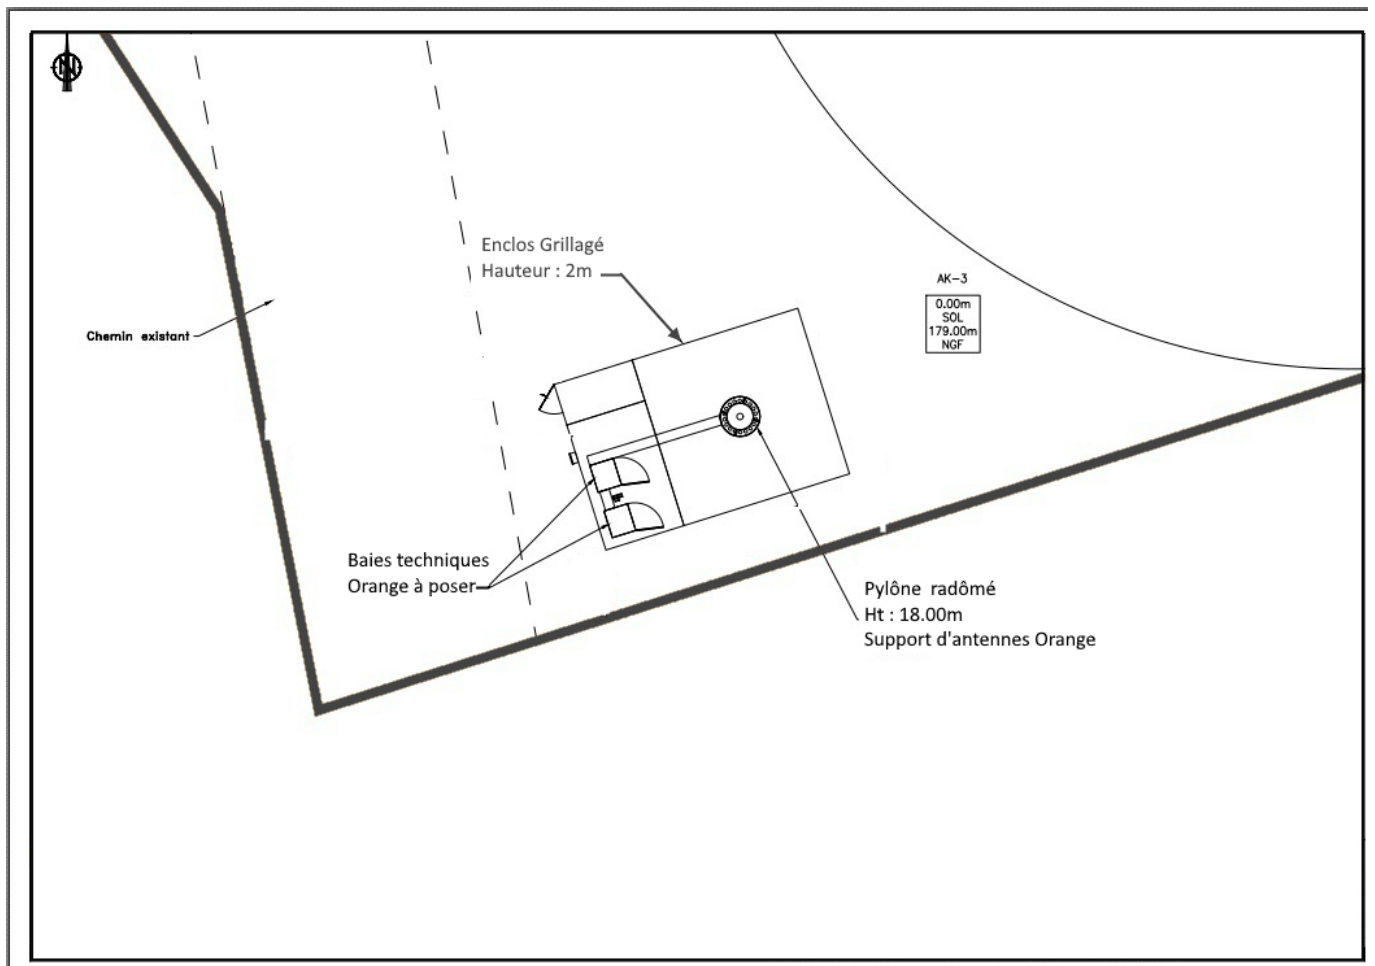 N
Enclos Grillagé
Hauteur : 2m
AK-3
0.00m
SOL
179.00m
NGF
Chemin existant
Baies techniques
Orange à poser
Pylône radômé
Ht : 18.00m
Support d'antennes Orange